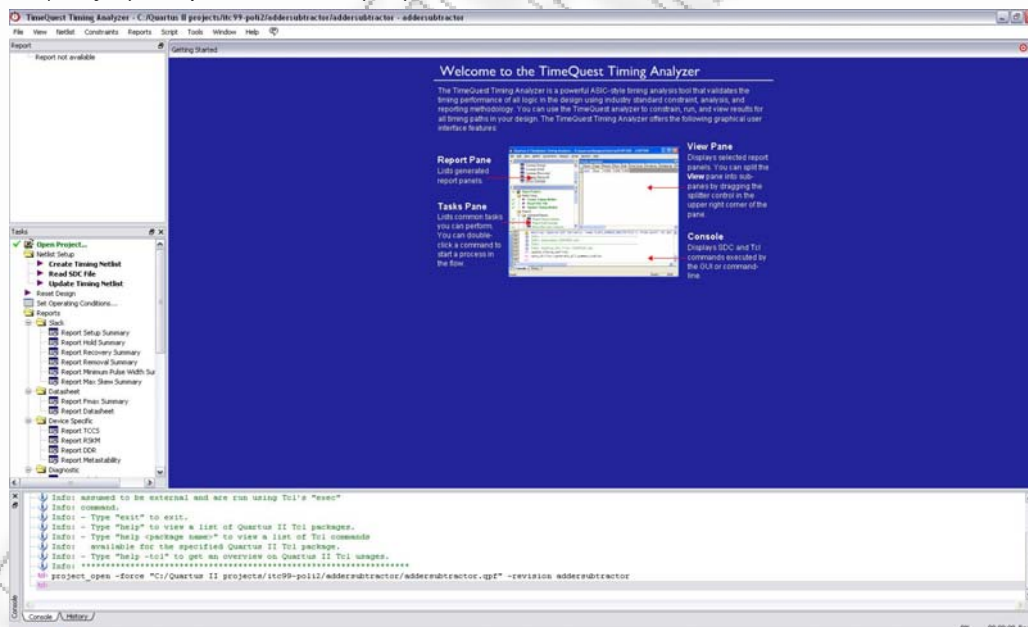 TimeQuest Timing Analyzer - C:/Quartus II projects/itc99-poli2/addersubtractor/addersubtractor - addersubtractor
File View Netlist Constraints Reports Script Tools Window Help
Report
Report not available
Getting Started
Welcome to the TimeQuest Timing Analyzer
The TimeQuest Timing Analyzer is a powerful ASIC-style timing analysis tool that validates the
timing performance of all logic in the design using industry standard constraint, analysis, and
reporting methodology. You can use the TimeQuest analyzer to constrain, run, and view results for
all timing paths in your design. The TimeQuest Timing Analyzer offers the following graphical user
interface features:
Report Pane
Lists generated
report panels.
Tasks Pane
Lists common tasks
you can perform.
You can double-
click a command to
start a process in
the flow.
View Pane
Displays selected report
panels. You can split the
View pane into sub-
panes by dragging the
splitter control in the
upper right corner of the
pane.
Console
Displays SDC and Tcl
commands executed by
the GUI or command-
line.
Tasks
Open Project...
Netlist Setup
Create Timing Netlist
Read SDC File
Update Timing Netlist
Reset Design
Set Operating Conditions...
Reports
Slack
Report Setup Summary
Report Hold Summary
Report Recovery Summary
Report Removal Summary
Report Minimum Pulse Width Su
Report Max Skew Summary
Datasheet
Report Fmax Summary
Report Datasheet
Device Specific
Report TCCS
Report RSKM
Report DDR
Report Metastability
Diagnostic
Info: assumed to be external and are run using Tcl's "exec"
Info: command.
Info: - Type "exit" to exit.
Info: - Type "help" to view a list of Quartus II Tcl packages.
Info: - Type "help <package name>" to view a list of Tcl commands
Info: available for the specified Quartus II Tcl package.
Info: - Type "help -tcl" to get an overview on Quartus II Tcl usages.
Info: *******************************************************************
tcl> project_open -force "C:/Quartus II projects/itc99-poli2/addersubtractor/addersubtractor.qpf" -revision addersubtractor
tcl>
Console
Console History